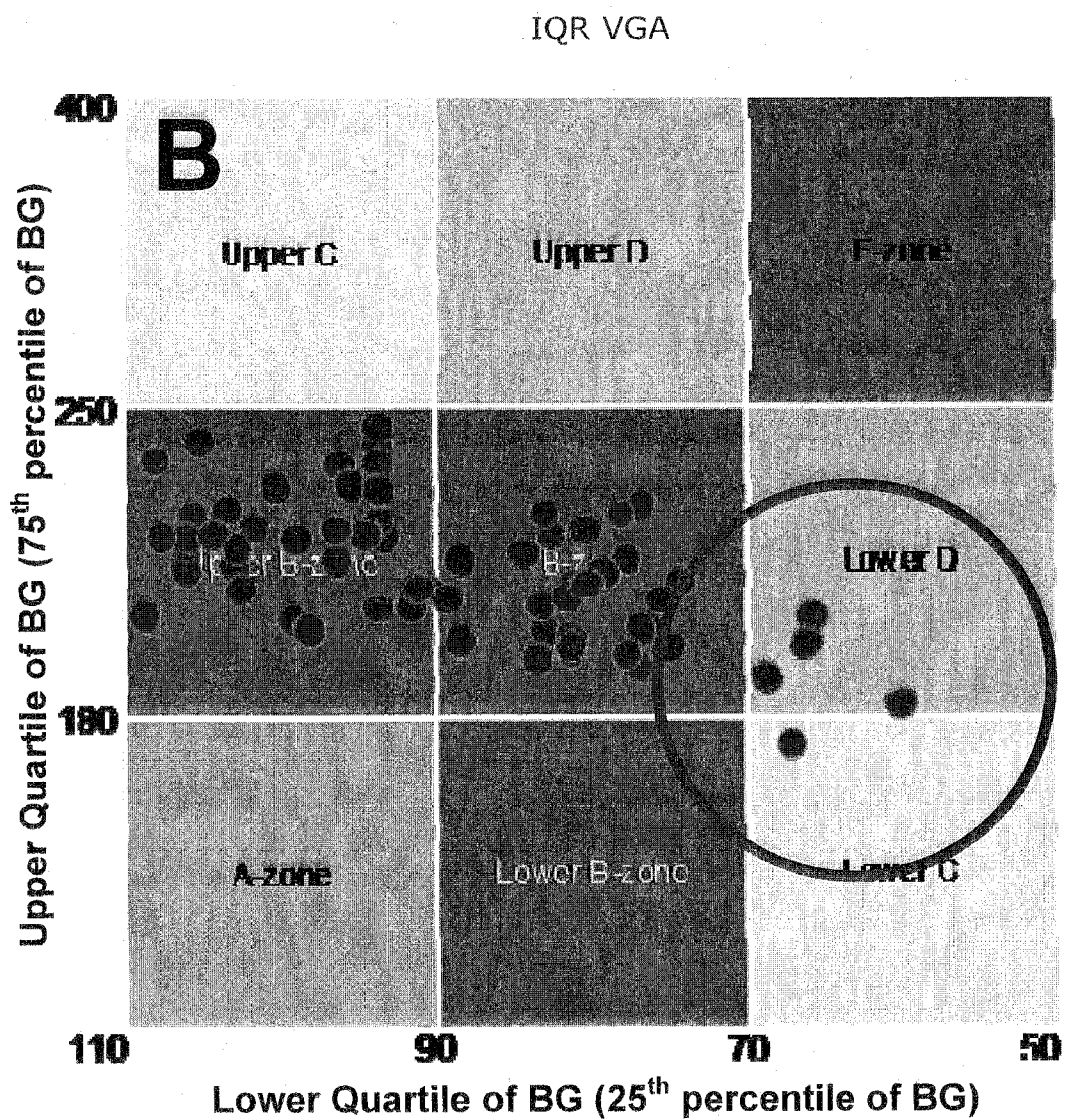 IQR VGA
400
B
Upper C
Upper D
E-zone
250
B-z
Lower D
180
A-zone
Lower B-zone
Lower C
110
90
70
50
Upper Quartile of BG (75th percentile of BG)
Lower Quartile of BG (25th percentile of BG)